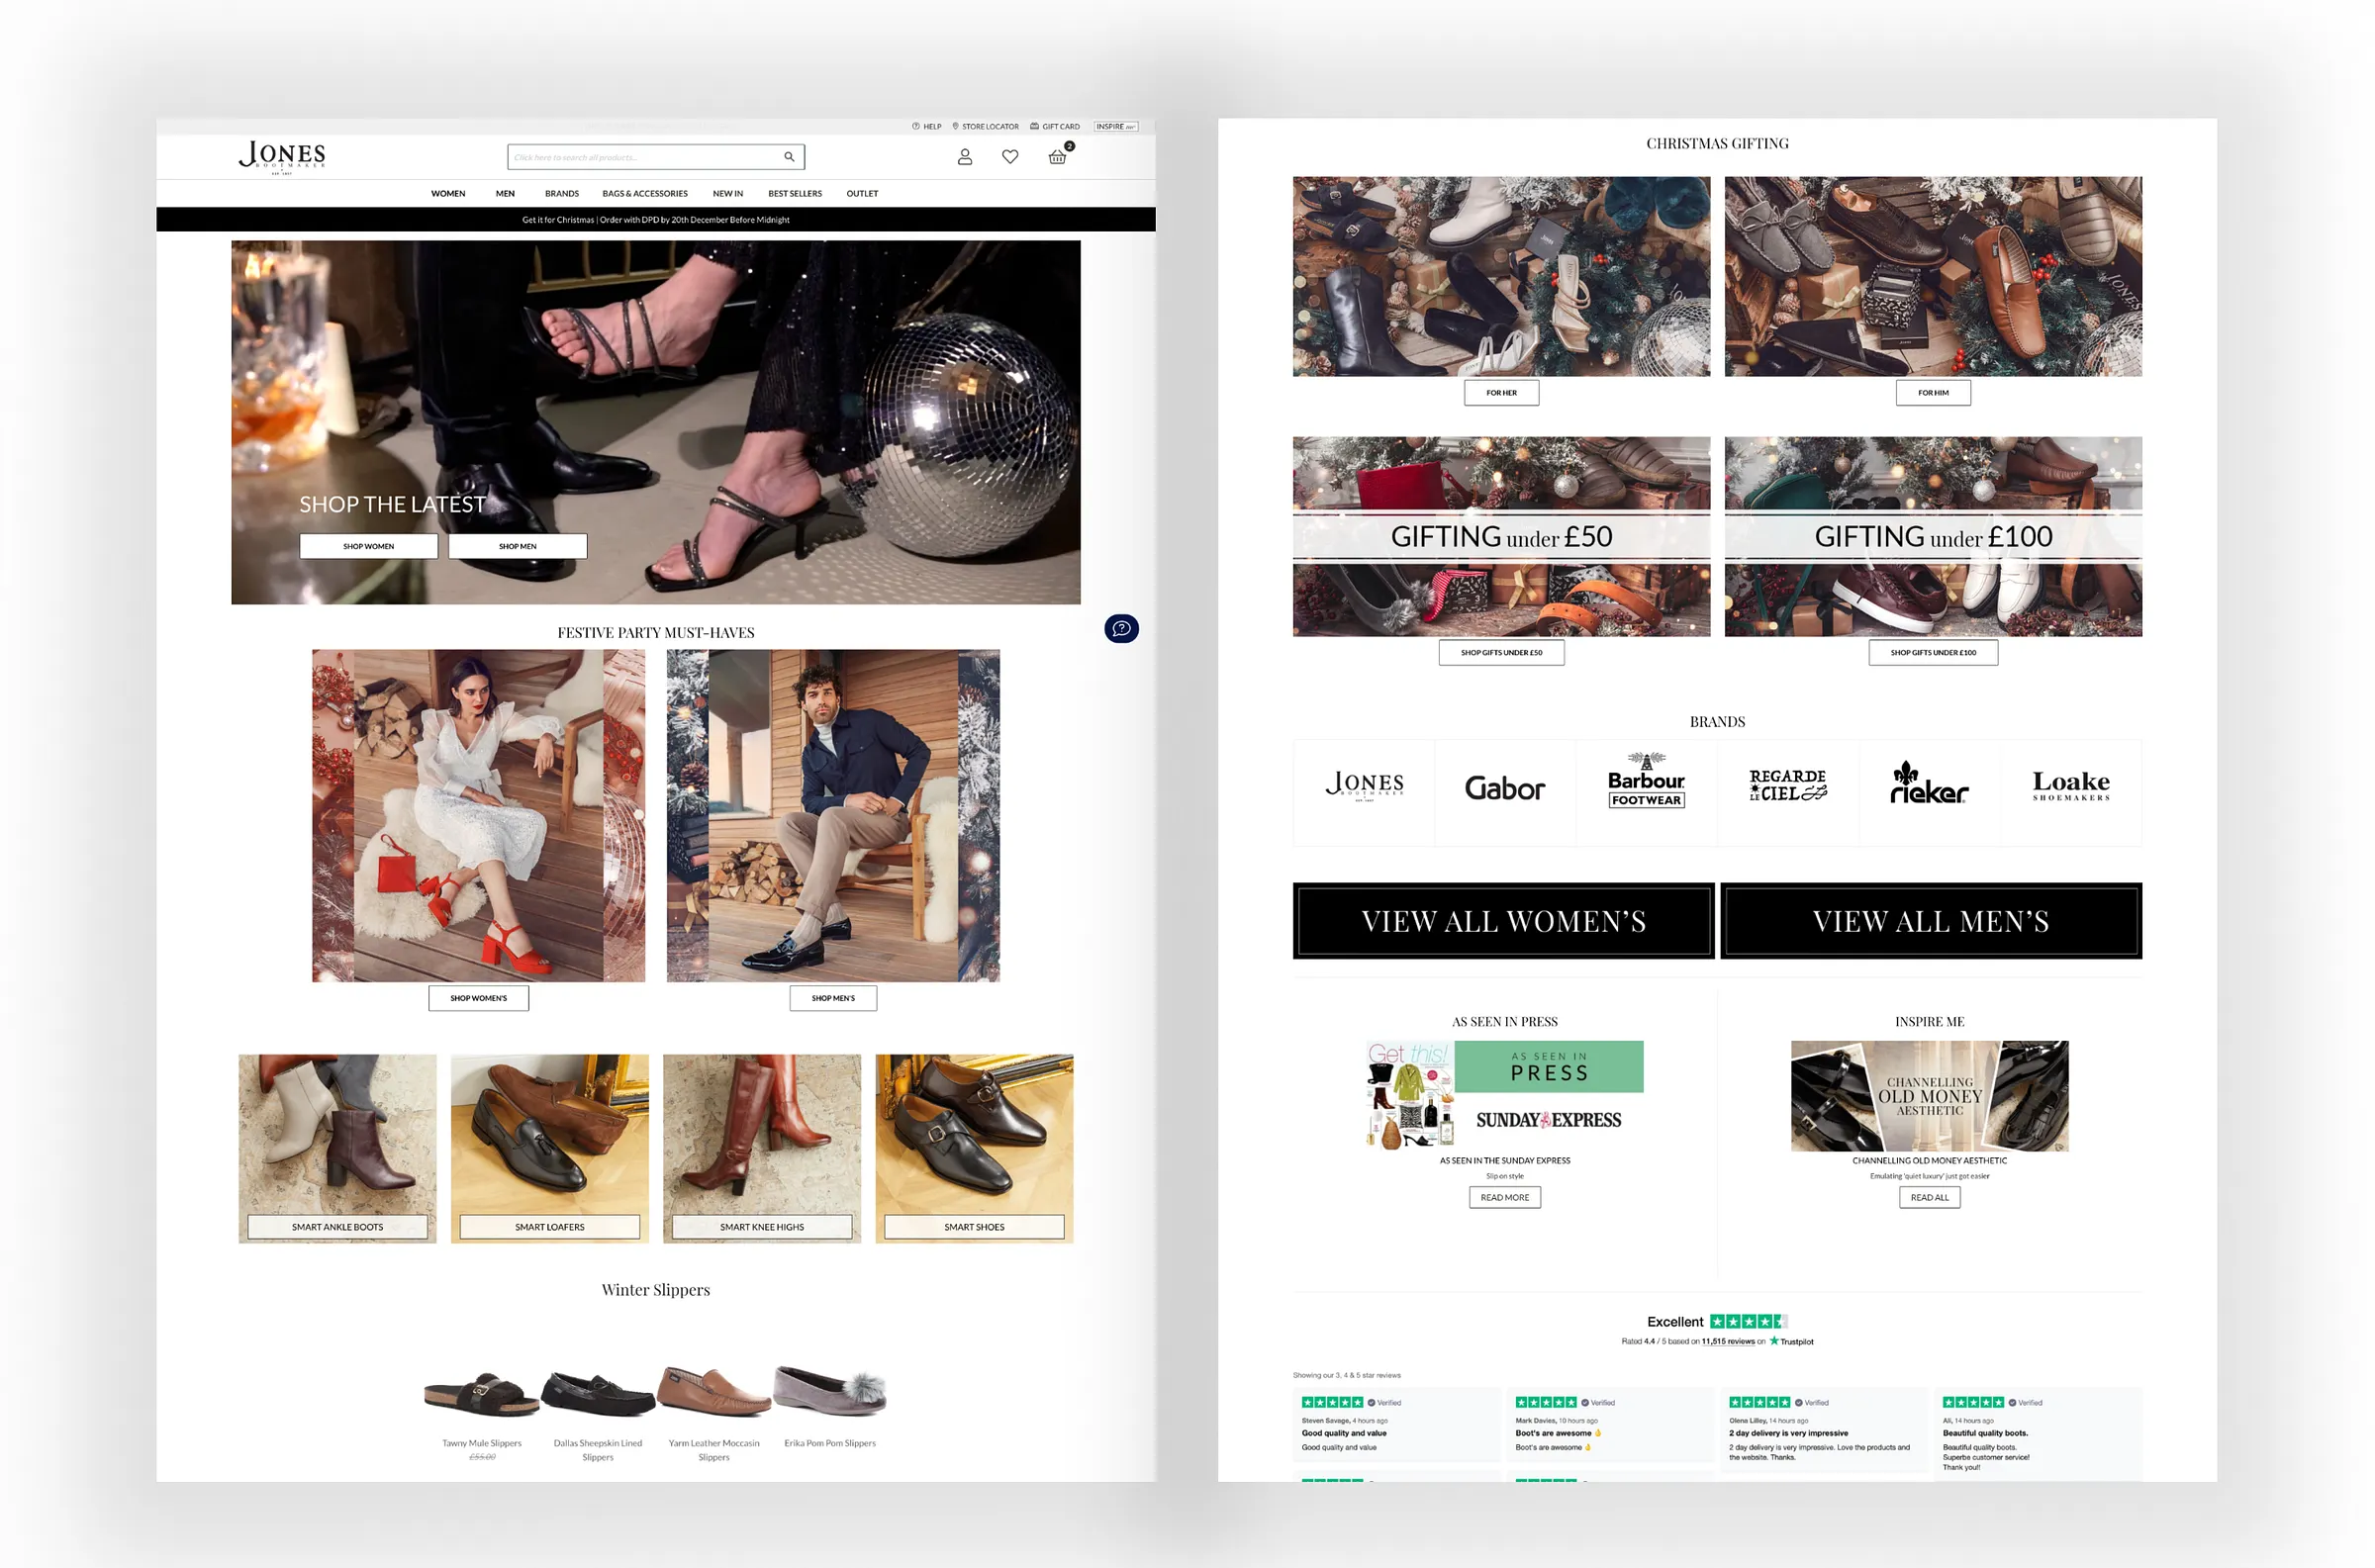 HELP
STORE LOCATOR
GIFT CARD
INSPIRE me
JONES
BOOTMAKER
EST. 1857
Click here to search all products...
2
WOMEN
MEN
BRANDS
BAGS & ACCESSORIES
NEW IN
BEST SELLERS
OUTLET
Get it for Christmas | Order with DPD by 20th December Before Midnight
SHOP THE LATEST
SHOP WOMEN
SHOP MEN
FESTIVE PARTY MUST-HAVES
SHOP WOMEN'S
SHOP MEN'S
SMART ANKLE BOOTS
SMART LOAFERS
SMART KNEE HIGHS
SMART SHOES
Winter Slippers
Tawny Mule Slippers
£55.00
Dallas Sheepskin Lined
Slippers
Yarm Leather Moccasin
Slippers
Erika Pom Pom Slippers
CHRISTMAS GIFTING
FOR HER
FOR HIM
GIFTING under £50
GIFTING under £100
SHOP GIFTS UNDER £50
SHOP GIFTS UNDER £100
BRANDS
JONES
BOOTMAKER
EST. 1857
Gabor
Barbour
FOOTWEAR
REGARDE
LE CIEL
rieker
Loake
SHOEMAKERS
VIEW ALL WOMEN'S
VIEW ALL MEN'S
AS SEEN IN PRESS
Get this!
AS SEEN IN
PRESS
SUNDAY EXPRESS
AS SEEN IN THE SUNDAY EXPRESS
Slip on style
READ MORE
INSPIRE ME
CHANNELLING
OLD MONEY
AESTHETIC
CHANNELLING OLD MONEY AESTHETIC
Emulating 'quiet luxury' just got easier
READ ALL
Excellent
Rated 4.4 / 5 based on 11,515 reviews on Trustpilot
Showing our 3, 4 & 5 star reviews
Verified
Steven Savage, 4 hours ago
Good quality and value
Good quality and value
Verified
Mark Davies, 10 hours ago
Boot's are awesome 👌
Boot's are awesome 👌
Verified
Olena Lilley, 14 hours ago
2 day delivery is very impressive
2 day delivery is very impressive. Love the products and
the website. Thanks.
Verified
Ali, 14 hours ago
Beautiful quality boots.
Beautiful quality boots.
Superbe customer service!
Thank you!!